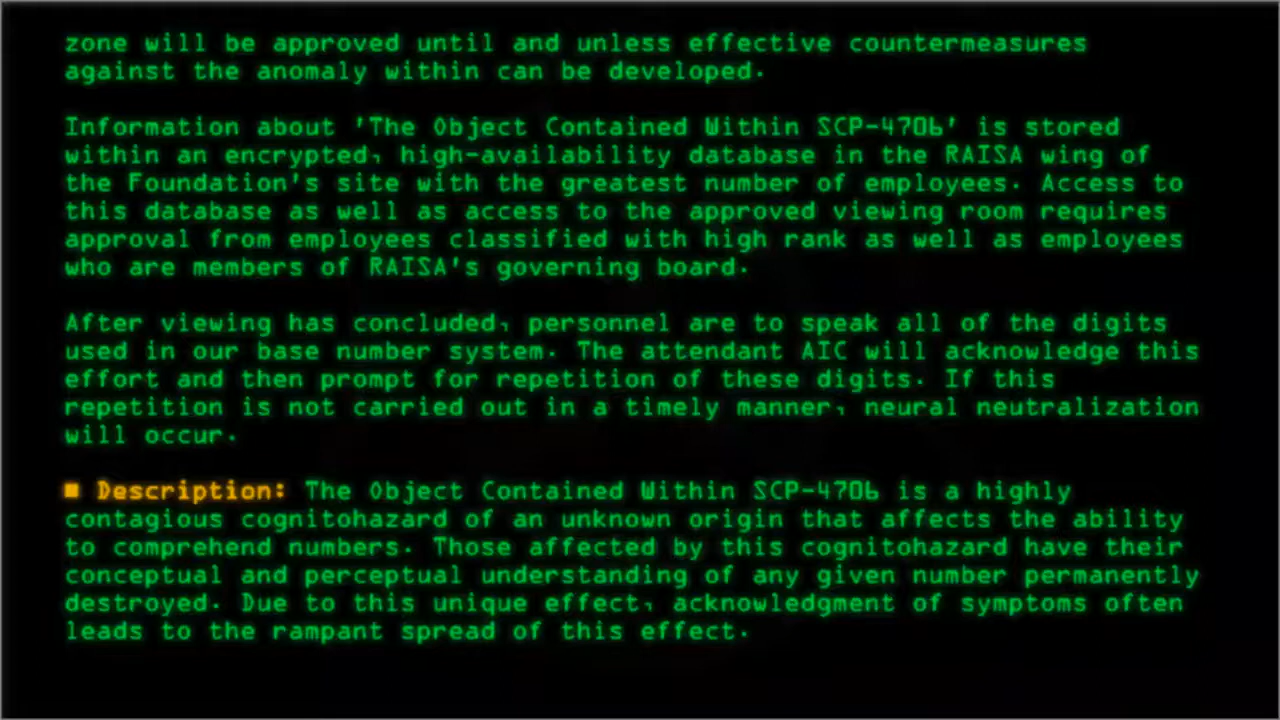 zone will be approved until and unless effective countermeasures
against the anomaly within can be developed.
Information about 'The Object Contained Within SCP-4706' is stored
within an encrypted, high-availability database in the RAISA wing of
the Foundation's site with the greatest number of employees. Access to
this database as well as access to the approved viewing room requires
approval from employees classified with high rank as well as employees
who are members of RAISA's governing board.
After viewing has concluded, personnel are to speak all of the digits
used in our base number system. The attendant AIC will acknowledge this
effort and then prompt for repetition of these digits. If this
repetition is not carried out in a timely manner, neural neutralization
will occur.
■ Description: The Object Contained Within SCP-4706 is a highly
contagious cognitohazard of an unknown origin that affects the ability
to comprehend numbers. Those affected by this cognitohazard have their
conceptual and perceptual understanding of any given number permanently
destroyed. Due to this unique effect, acknowledgment of symptoms often
leads to the rampant spread of this effect.